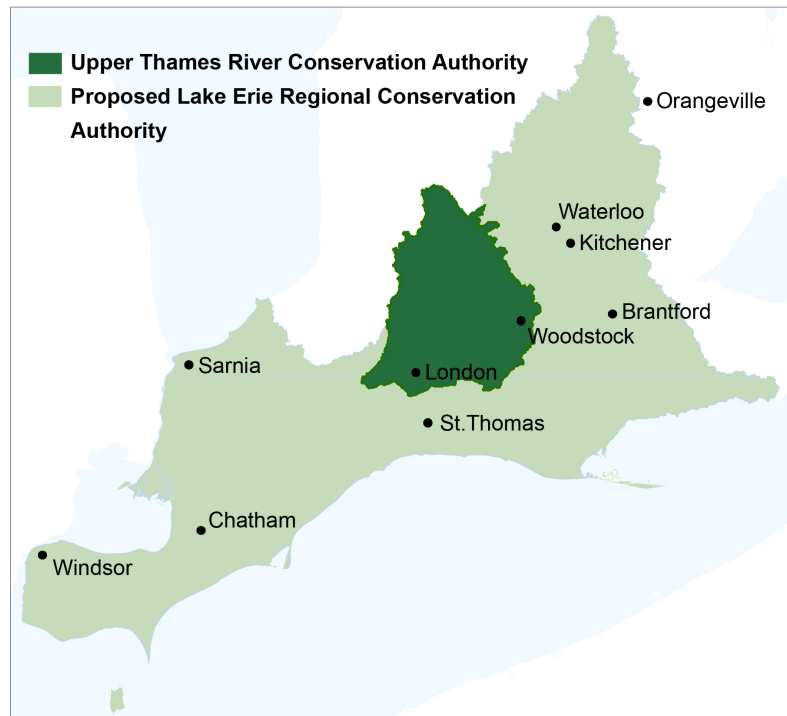 Upper Thames River Conservation Authority
Proposed Lake Erie Regional Conservation
Authority
Orangeville
Waterloo
Kitchener
Brantford
Woodstock
Sarnia
London
St.Thomas
Chatham
Windsor